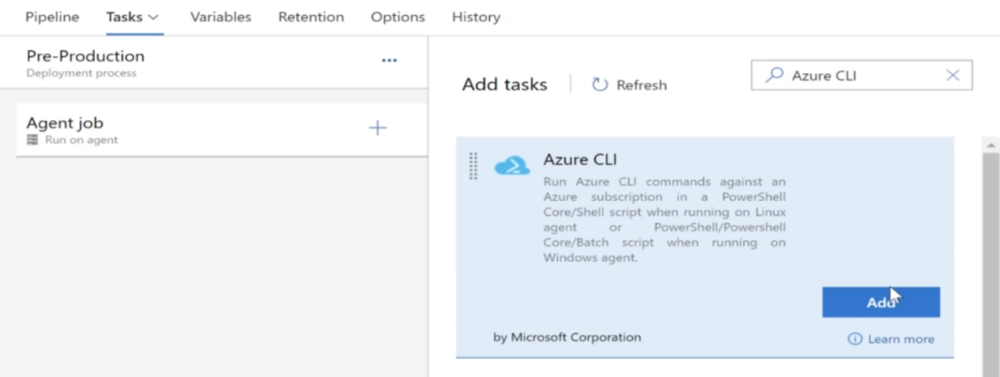 Pipeline Tasks Variables Retention Options History
Pre-Production
Deployment process
Agent job
Run on agent
Add tasks Refresh Azure CLI
Azure CLI
Run Azure CLI commands against an
Azure subscription in a PowerShell
Core/Shell script when running on Linux
agent or PowerShell/Powershell
Core/Batch script when running on
Windows agent.
Add
by Microsoft Corporation Learn more